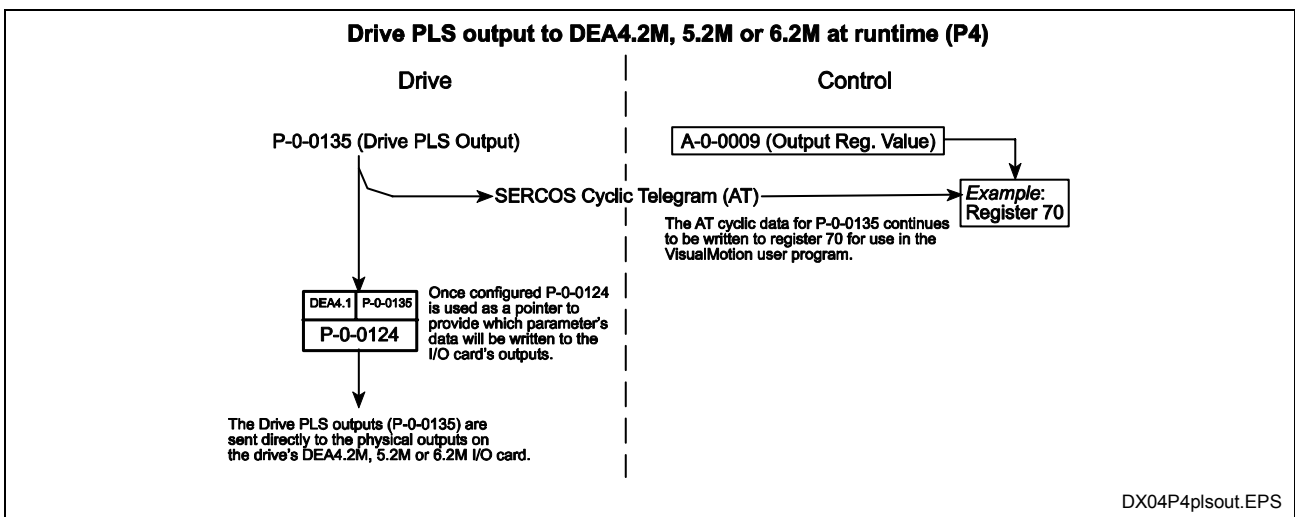 Drive PLS output to DEA4.2M, 5.2M or 6.2M at runtime (P4)
Drive
Control
P-0-0135 (Drive PLS Output)
A-0-0009 (Output Reg. Value)
SERCOS Cyclic Telegram (AT)
Example:
Register 70
The AT cyclic data for P-0-0135 continues
to be written to register 70 for use in the
VisualMotion user program.
DEA4.1
P-0-0135
P-0-0124
Once configured P-0-0124
is used as a pointer to
provide which parameter's
data will be written to the
I/O card's outputs.
The Drive PLS outputs (P-0-0135) are
sent directly to the physical outputs on
the drive's DEA4.2M, 5.2M or 6.2M I/O card.
DX04P4plsout.EPS